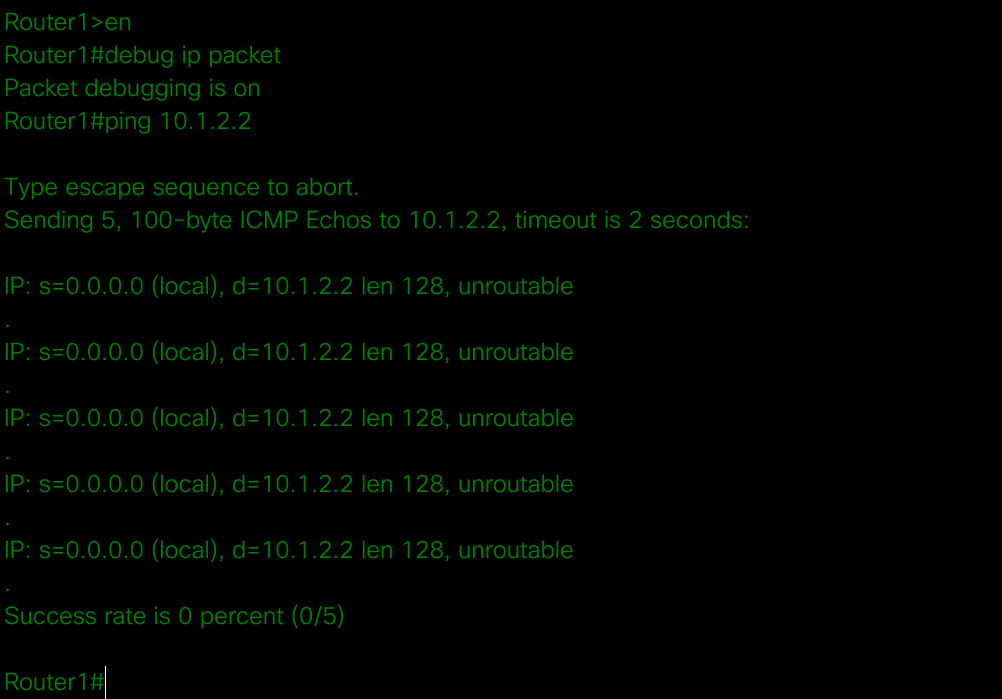 Router1>en
Router1#debug ip packet
Packet debugging is on
Router1#ping 10.1.2.2
Type escape sequence to abort.
Sending 5, 100-byte ICMP Echos to 10.1.2.2, timeout is 2 seconds:
IP: s=0.0.0.0 (local), d=10.1.2.2 len 128, unroutable
.
IP: s=0.0.0.0 (local), d=10.1.2.2 len 128, unroutable
.
IP: s=0.0.0.0 (local), d=10.1.2.2 len 128, unroutable
.
IP: s=0.0.0.0 (local), d=10.1.2.2 len 128, unroutable
.
IP: s=0.0.0.0 (local), d=10.1.2.2 len 128, unroutable
.
Success rate is 0 percent (0/5)
Router1#